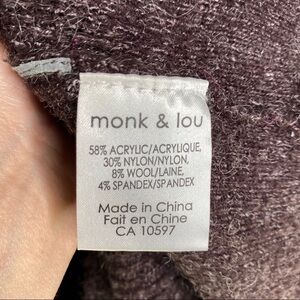 monk & lou
58% ACRYLIC/ACRYLIQUE,
30% NYLON/NYLON,
8% WOOL/LAINE,
4% SPANDEX/SPANDEX
Made in China
Fait en Chine
CA 10597